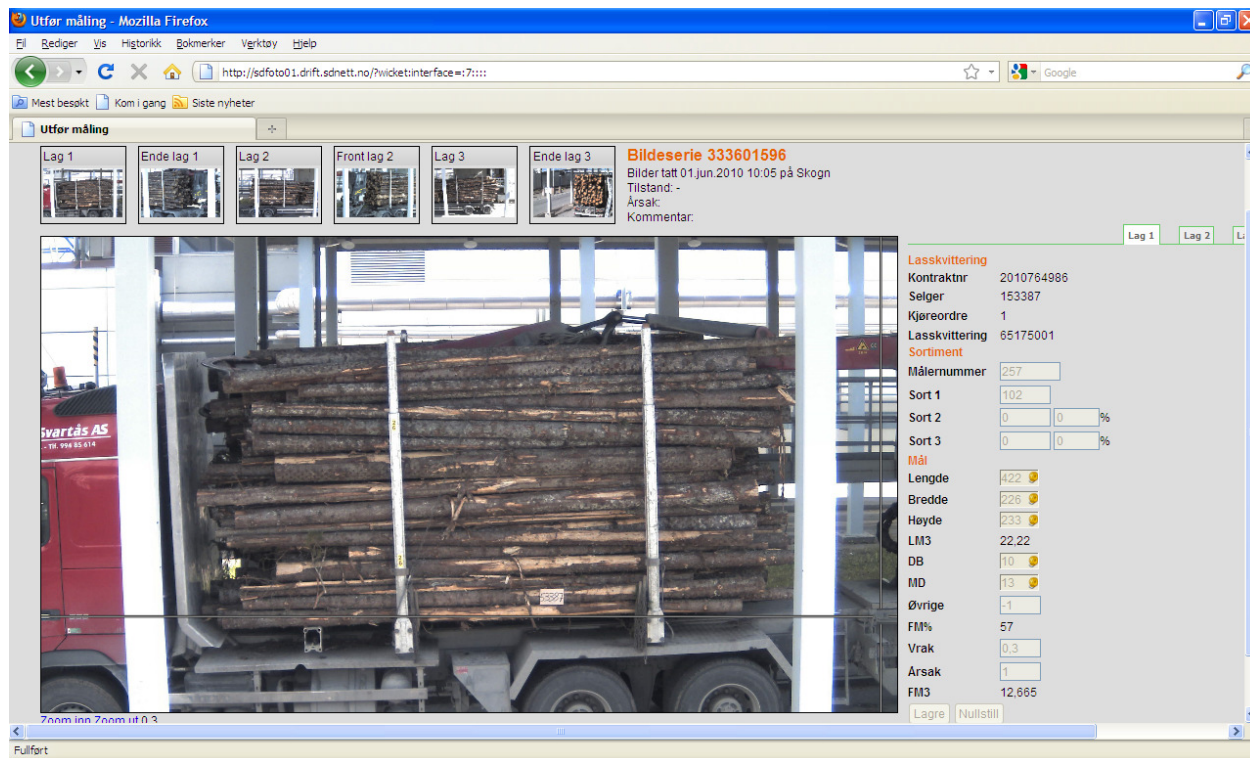 Utfør måling - Mozilla Firefox
Fil Rediger Vis Historikk Bokmerker Verktøy Hjelp
http://sdfoto01.drift.sdnett.no/?wicket:interface=:7::::
Google
Mest besøkt Kom i gang Siste nyheter
Utfør måling
Lag 1 Ende lag 1 Lag 2 Front lag 2 Lag 3 Ende lag 3
Bildeserie 333601596
Bilder tatt 01.jun.2010 10:05 på Skogn
Tilstand: -
Årsak:
Kommentar:
Lag 1 Lag 2
Lasskvittering
Kontraktnr 2010764986
Selger 153387
Kjøreordre 1
Lasskvittering 65175001
Sortiment
Målernummer 257
Sort 1 102
Sort 2 0 0 %
Sort 3 0 0 %
Mål
Lengde 422
Bredde 226
Høyde 233
LM3 22,22
DB 10
MD 13
Øvrige -1
FM% 57
Vrak 0,3
Årsak 1
FM3 12,665
Lagre Nullstill
Svartås AS
- Tlf. 994 85 614
53387
Zoom inn Zoom ut 0.3
Fullført